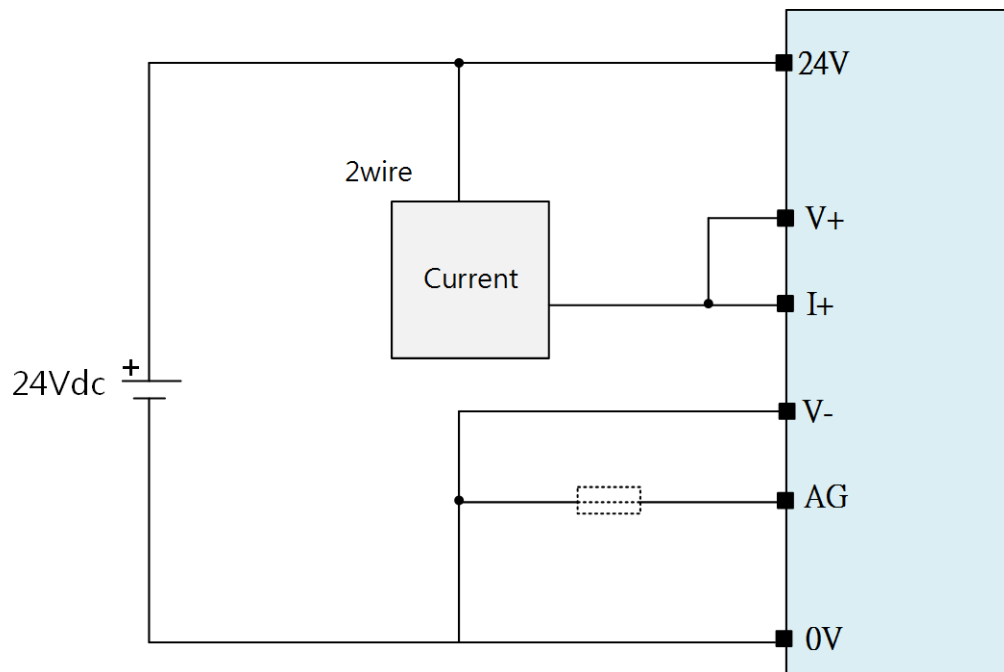 24V
2wire
V+
Current
I+
+
24Vdc
V-
AG
0V